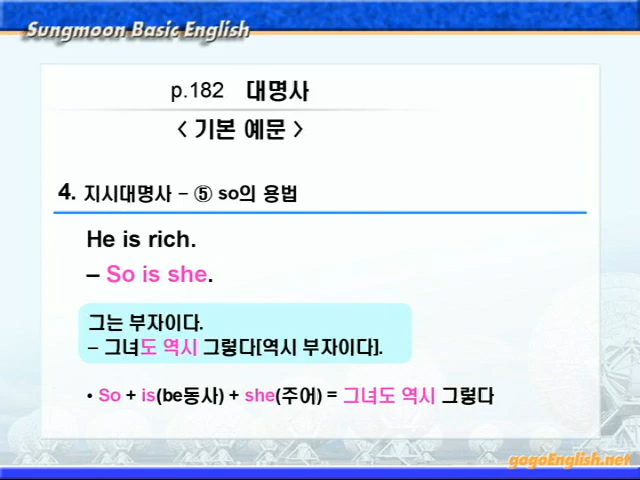 Sungmoon Basic English
p.182 대명사
< 기본 예문 >
4. 지시대명사 – ⑤ so의 용법
He is rich.
– So is she.
그는 부자이다.
– 그녀도 역시 그렇다[역시 부자이다].
• So + is(be동사) + she(주어) = 그녀도 역시 그렇다
gogoEnglish.net